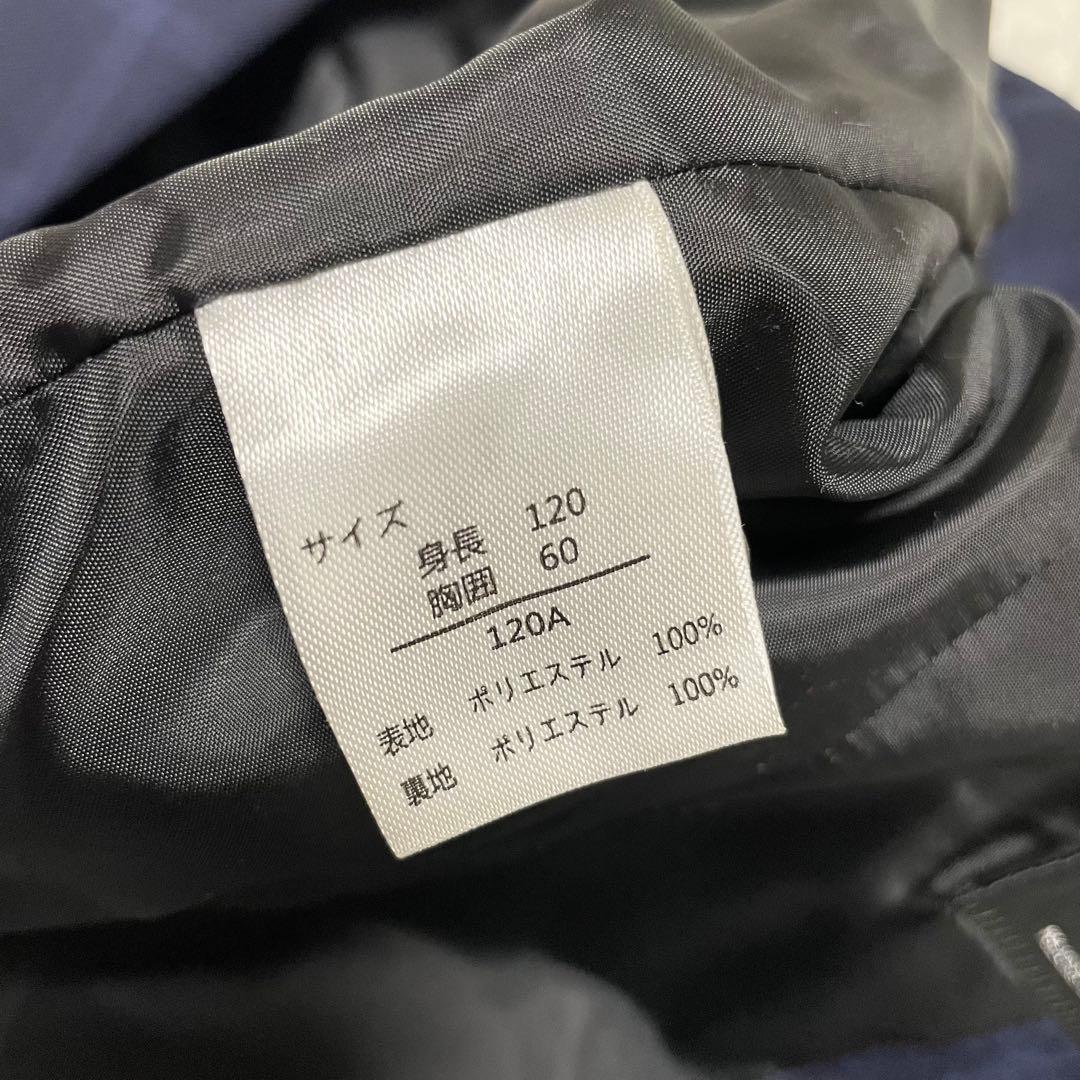 サイズ
身長 120
胸囲 60
120A
表地 ポリエステル 100%
裏地 ポリエステル 100%